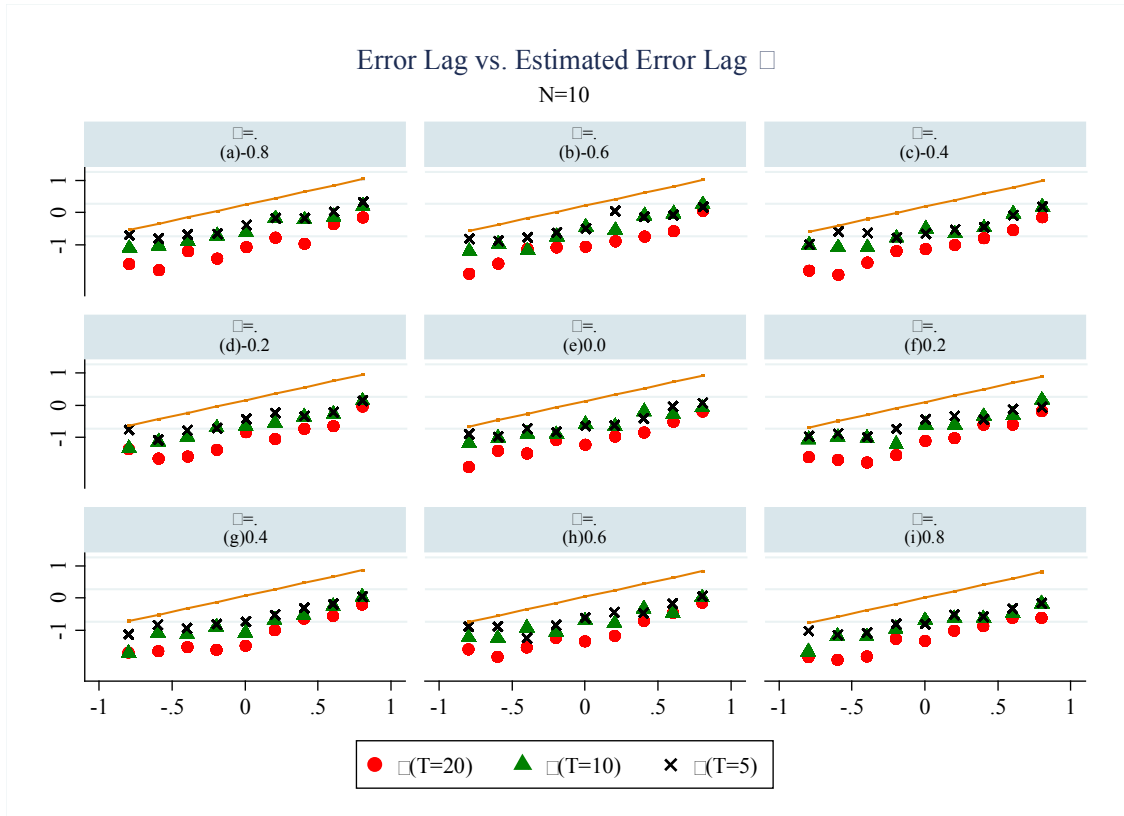 Error Lag vs. Estimated Error Lag □
N=10
□=.
(a)-0.8
□=.
(b)-0.6
□=.
(c)-0.4
1
0
-1
□=.
(d)-0.2
□=.
(e)0.0
□=.
(f)0.2
1
0
-1
□=.
(g)0.4
□=.
(h)0.6
□=.
(i)0.8
1
0
-1
-1 -.5 0 .5 1
-1 -.5 0 .5 1
-1 -.5 0 .5 1
□(T=20) □(T=10) □(T=5)